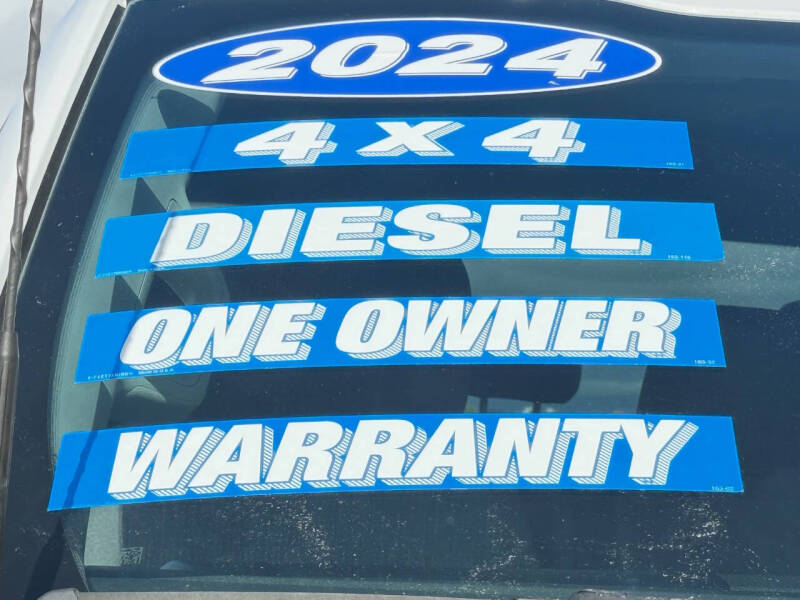 2024
4 X 4
DIESEL
ONE OWNER
WARRANTY